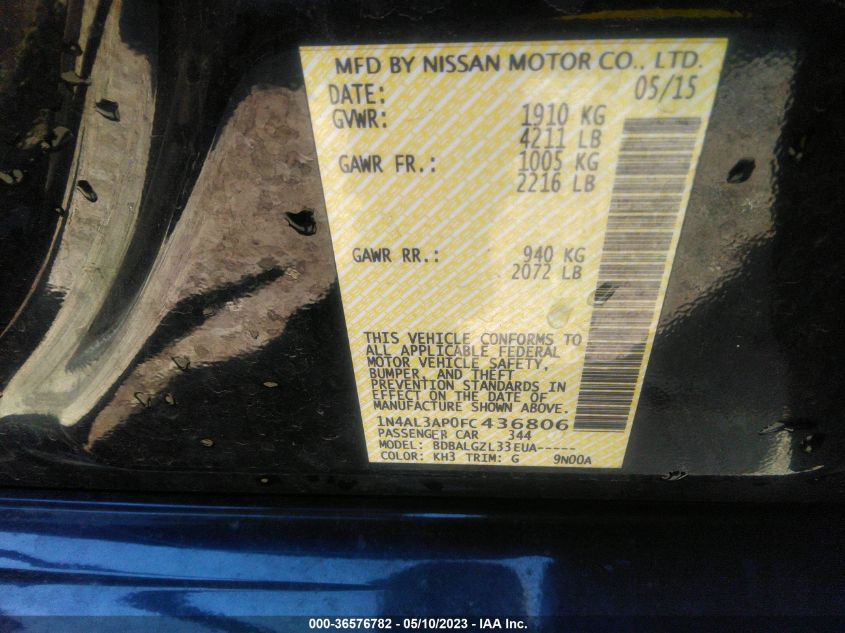 MFD BY NISSAN MOTOR CO., LTD.
DATE: 05/15
GVWR: 1910 KG
4211 LB
GAWR FR.: 1005 KG
2216 LB
GAWR RR.: 940 KG
2072 LB
THIS VEHICLE CONFORMS TO
ALL APPLICABLE FEDERAL
MOTOR VEHICLE SAFETY,
BUMPER, AND THEFT
PREVENTION STANDARDS IN
EFFECT ON THE DATE OF
MANUFACTURE SHOWN ABOVE.
1N4AL3AP0FC436806
PASSENGER CAR 344
MODEL: BDBALGZL33EUA-----
COLOR: KH3 TRIM: G 9N00A
000-36576782 - 05/10/2023 - IAA Inc.